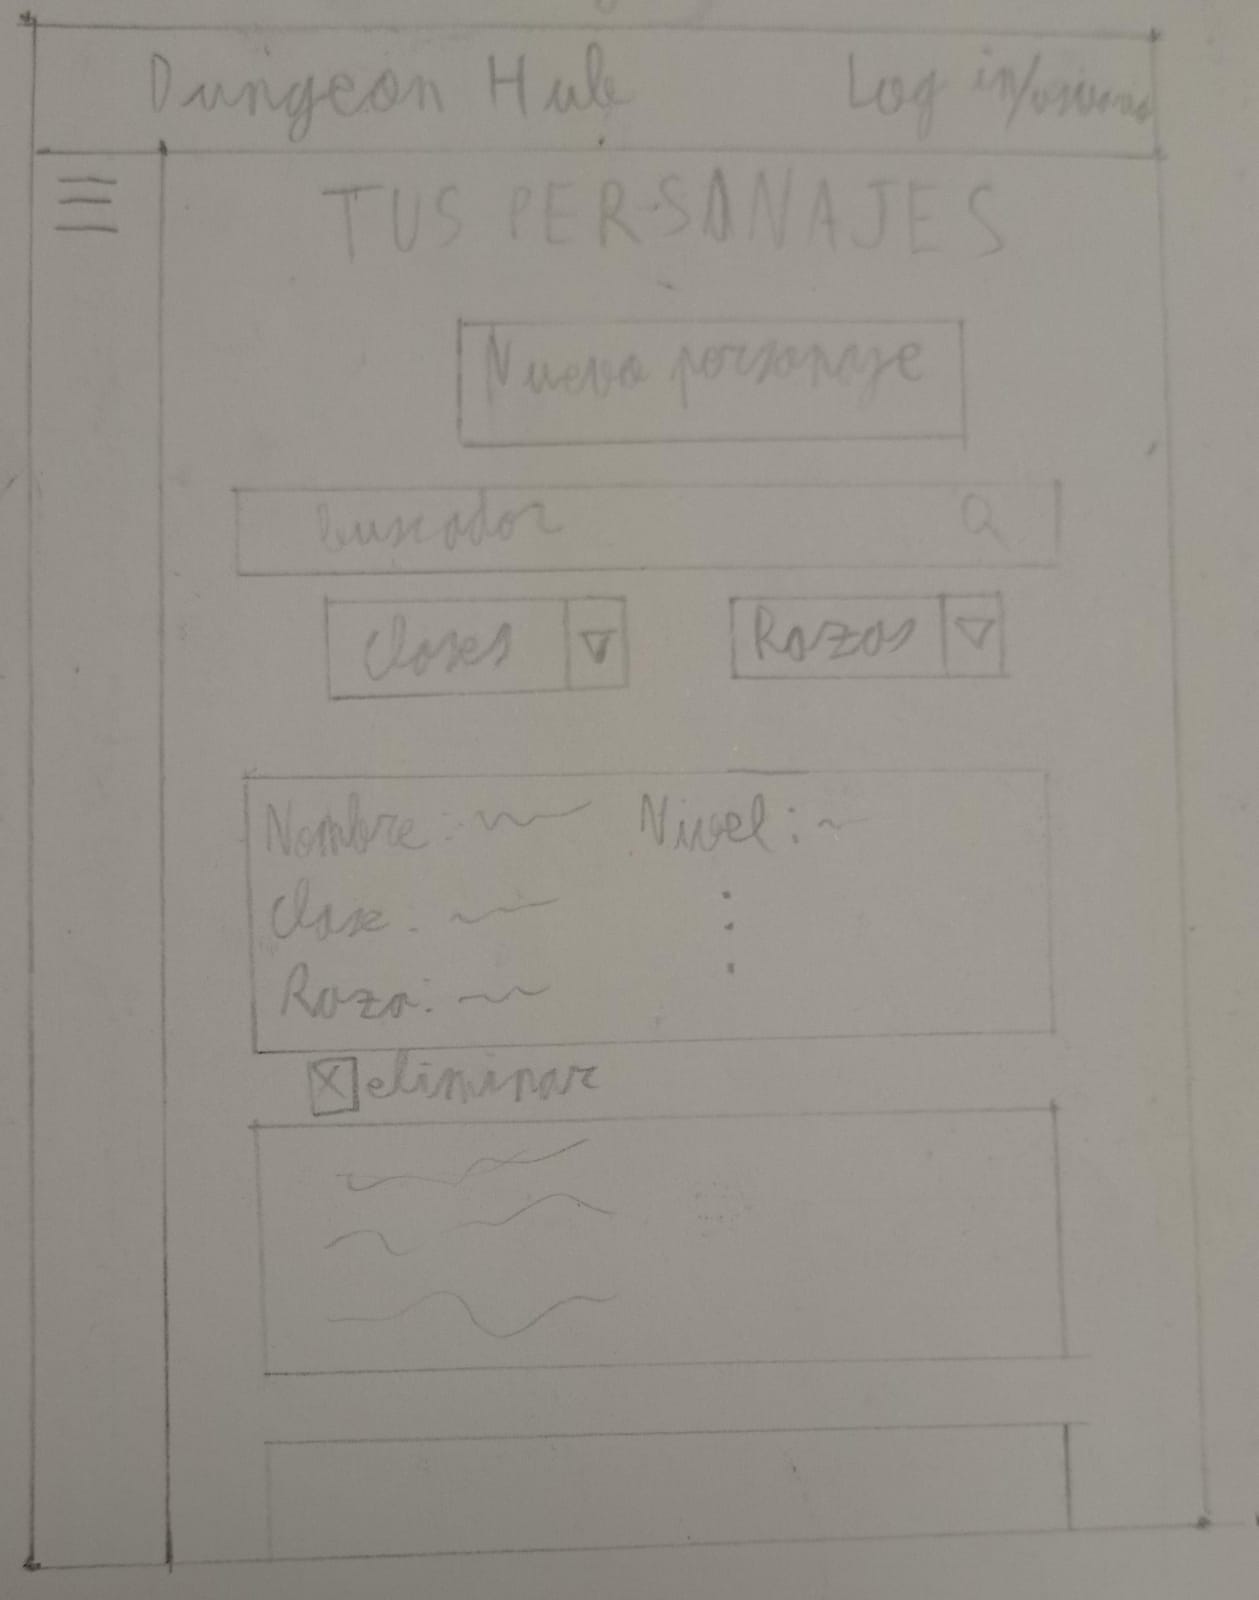 Dungeon Hub Log in/usuario
TUS PERSONAJES
Nuevo personaje
buscador
Clases Razas
Nombre: Nivel:
Clase:
Raza:
X eliminar